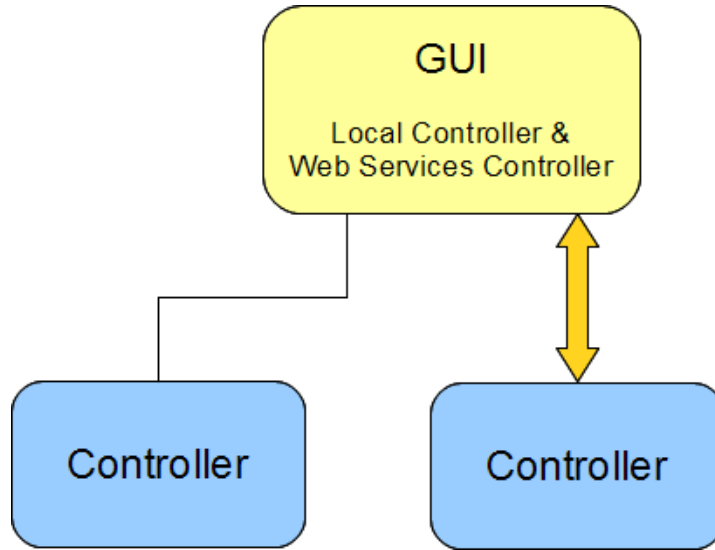 GUI
Local Controller &
Web Services Controller
Controller
Controller